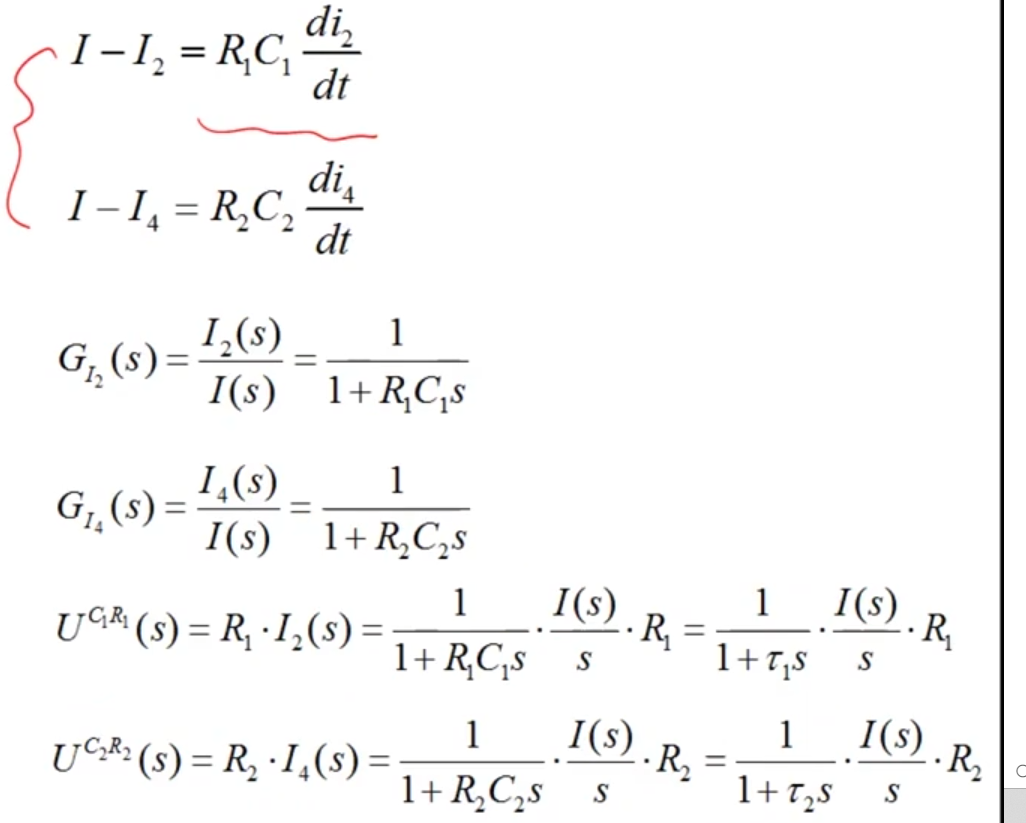 I − I₂ = R₁C₁ di₂/dt
I − I₄ = R₂C₂ di₄/dt
G_{I₂}(s) = I₂(s)/I(s) = 1/(1 + R₁C₁s)
G_{I₄}(s) = I₄(s)/I(s) = 1/(1 + R₂C₂s)
U^{C₁R₁}(s) = R₁ · I₂(s) = 1/(1 + R₁C₁s) · I(s)/s · R₁ = 1/(1 + τ₁s) · I(s)/s · R₁
U^{C₂R₂}(s) = R₂ · I₄(s) = 1/(1 + R₂C₂s) · I(s)/s · R₂ = 1/(1 + τ₂s) · I(s)/s · R₂